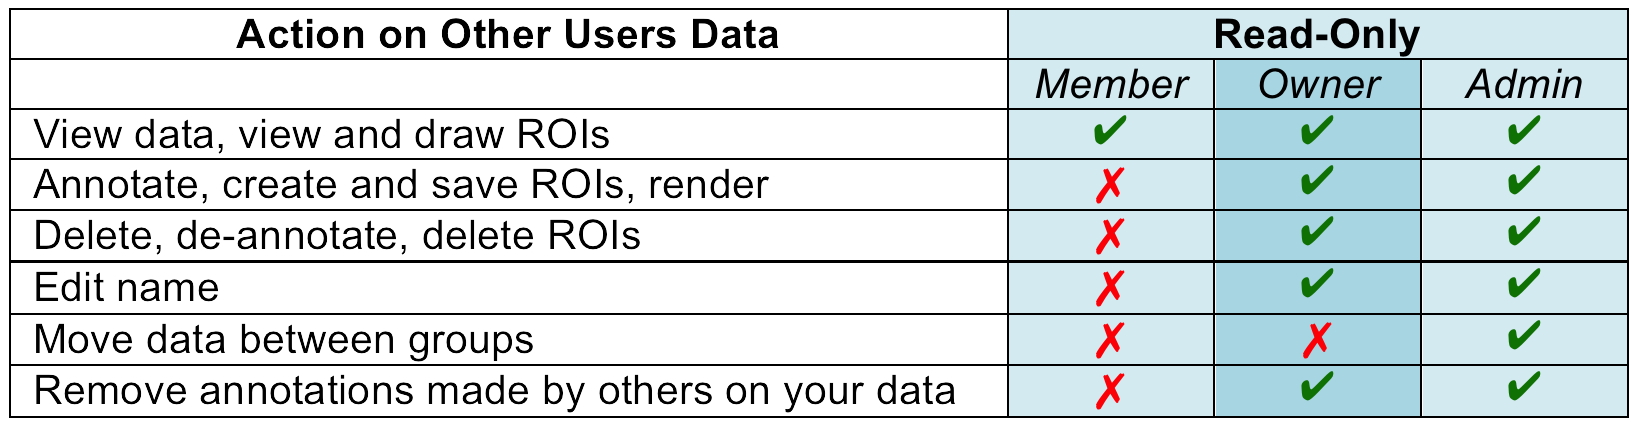 Action on Other Users Data Read-Only
Member Owner Admin
View data, view and draw ROIs ✔ ✔ ✔
Annotate, create and save ROIs, render ✗ ✔ ✔
Delete, de-annotate, delete ROIs ✗ ✔ ✔
Edit name ✗ ✔ ✔
Move data between groups ✗ ✗ ✔
Remove annotations made by others on your data ✗ ✔ ✔